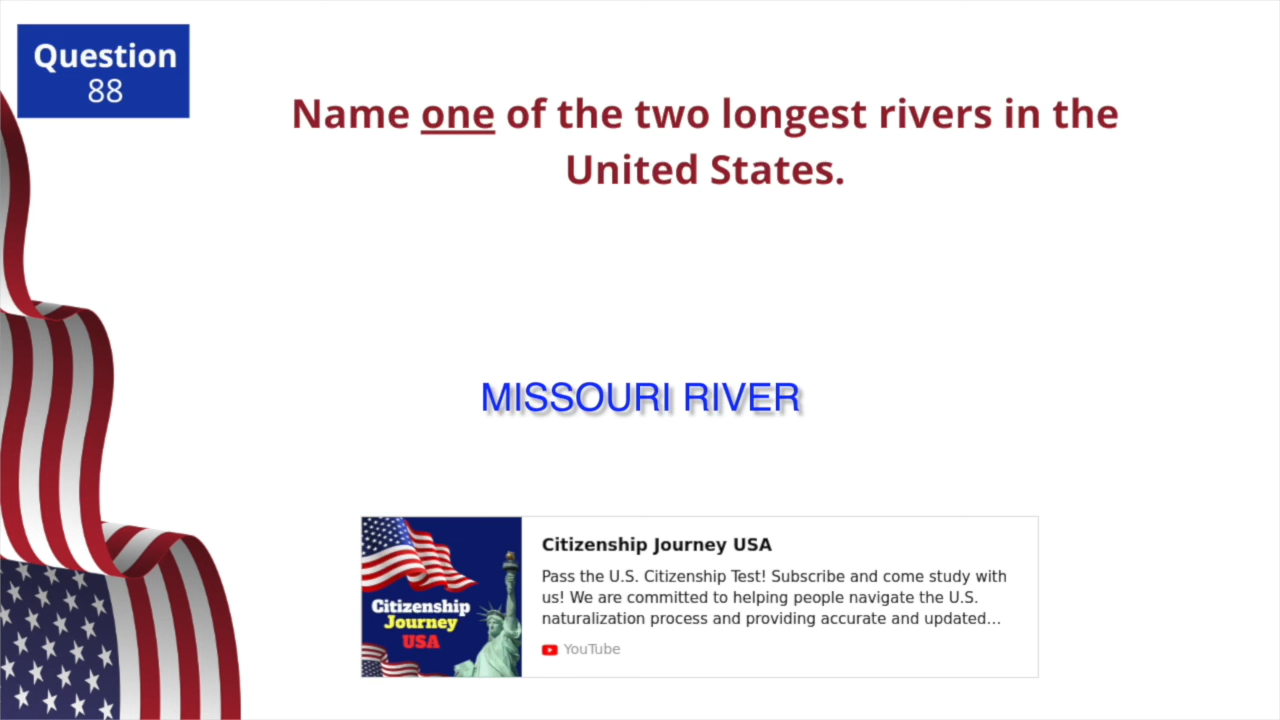 Question
88
Name one of the two longest rivers in the
United States.
MISSOURI RIVER
Citizenship Journey USA
Pass the U.S. Citizenship Test! Subscribe and come study with
us! We are committed to helping people navigate the U.S.
naturalization process and providing accurate and updated...
YouTube
Citizenship
Journey
USA